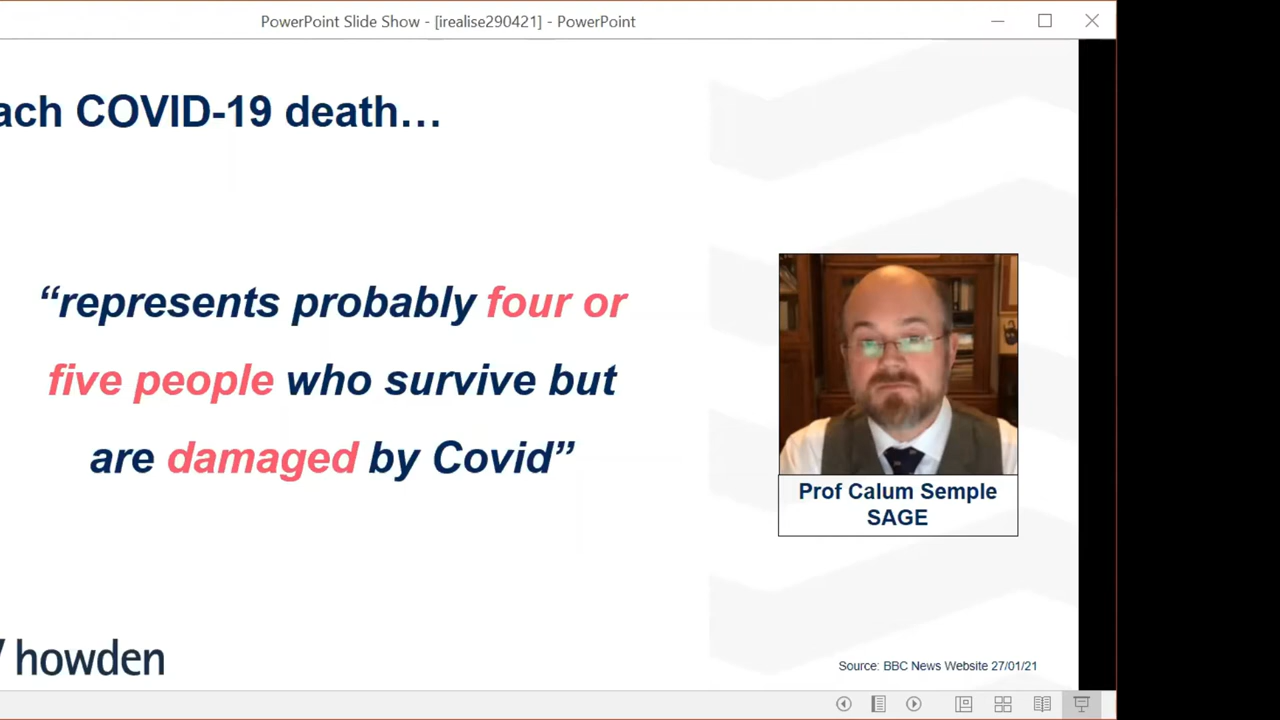 PowerPoint Slide Show - [irealise290421] - PowerPoint
ach COVID-19 death…
“represents probably four or
five people who survive but
are damaged by Covid”
Prof Calum Semple
SAGE
howden
Source: BBC News Website 27/01/21